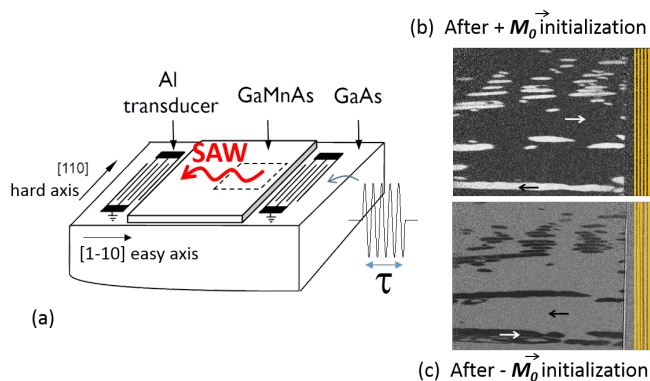 (b) After + M₀ initialization
Al
transducer
GaMnAs
GaAs
SAW
[110]
hard axis
[1-10] easy axis
τ
(a)
(c) After - M₀ initialization